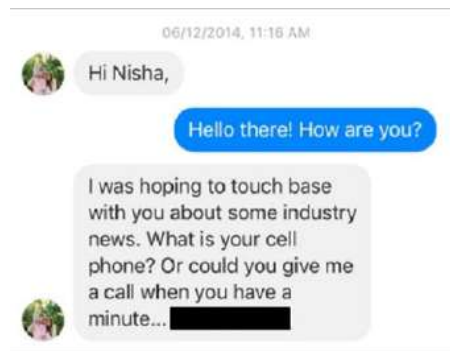 06/12/2014, 11:16 AM
Hi Nisha,
Hello there! How are you?
I was hoping to touch base
with you about some industry
news. What is your cell
phone? Or could you give me
a call when you have a
minute...